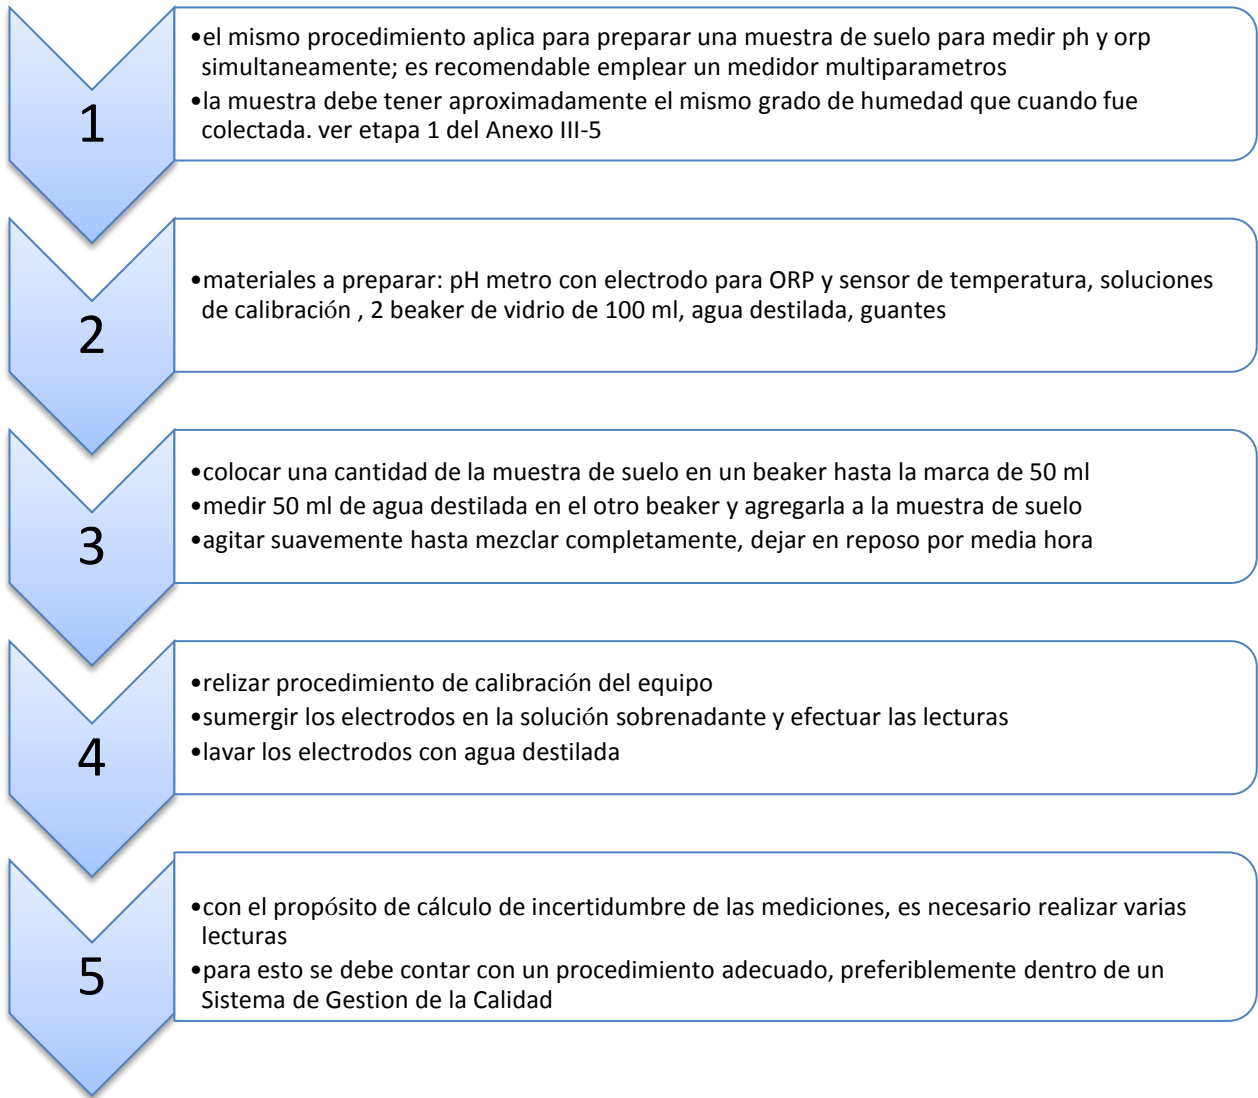 1
•el mismo procedimiento aplica para preparar una muestra de suelo para medir ph y orp
simultaneamente; es recomendable emplear un medidor multiparametros
•la muestra debe tener aproximadamente el mismo grado de humedad que cuando fue
colectada. ver etapa 1 del Anexo III-5
2
•materiales a preparar: pH metro con electrodo para ORP y sensor de temperatura, soluciones
de calibración , 2 beaker de vidrio de 100 ml, agua destilada, guantes
3
•colocar una cantidad de la muestra de suelo en un beaker hasta la marca de 50 ml
•medir 50 ml de agua destilada en el otro beaker y agregarla a la muestra de suelo
•agitar suavemente hasta mezclar completamente, dejar en reposo por media hora
4
•relizar procedimiento de calibración del equipo
•sumergir los electrodos en la solución sobrenadante y efectuar las lecturas
•lavar los electrodos con agua destilada
5
•con el propósito de cálculo de incertidumbre de las mediciones, es necesario realizar varias
lecturas
•para esto se debe contar con un procedimiento adecuado, preferiblemente dentro de un
Sistema de Gestion de la Calidad